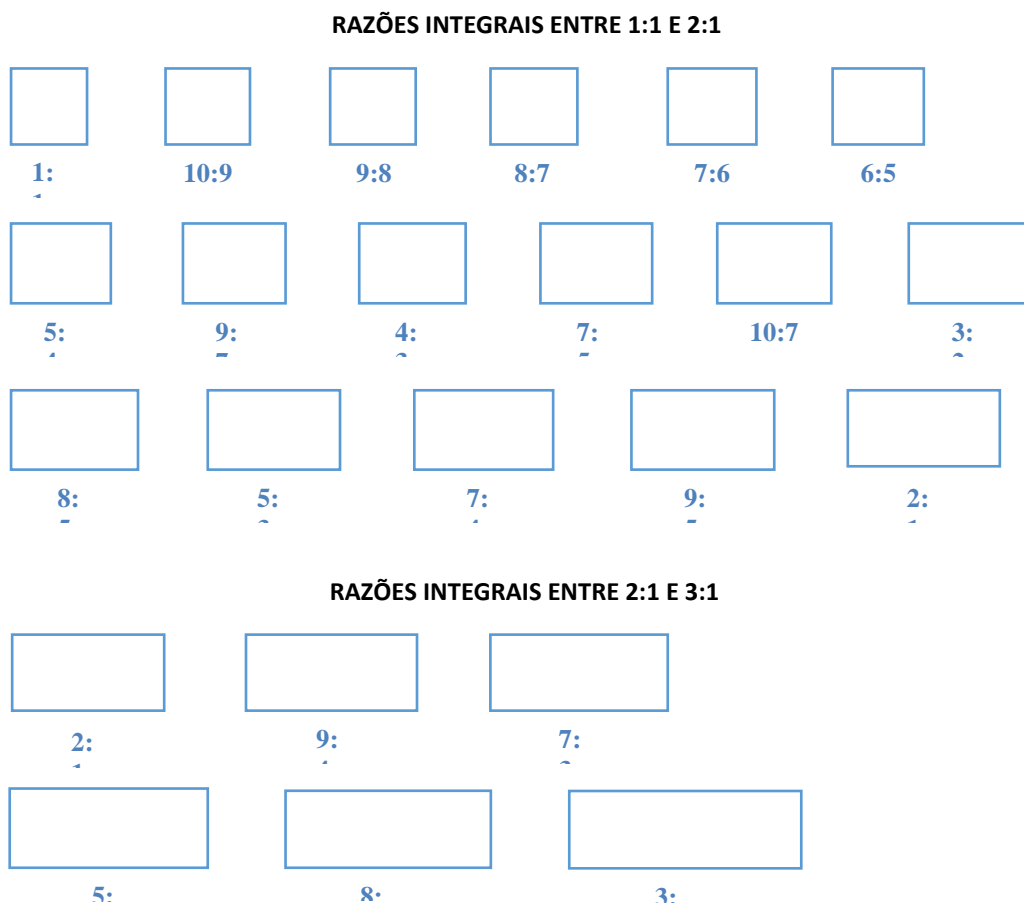 RAZÕES INTEGRAIS ENTRE 1:1 E 2:1
1: 10:9 9:8 8:7 7:6 6:5
5: 9: 4: 7: 10:7 3:
8: 5: 7: 9: 2:
RAZÕES INTEGRAIS ENTRE 2:1 E 3:1
2: 9: 7:
5: 8: 3: